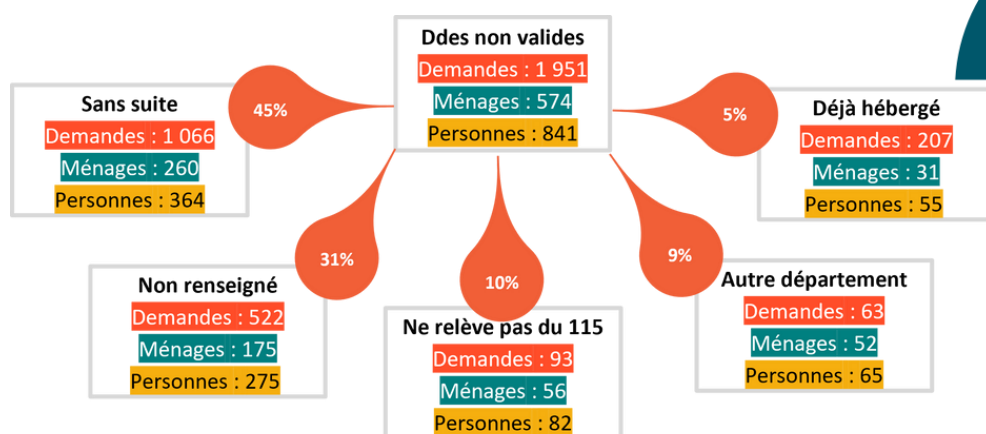 Ddes non valides
Demandes : 1 951
Ménages : 574
Personnes : 841
45%
Sans suite
Demandes : 1 066
Ménages : 260
Personnes : 364
5%
Déjà hébergé
Demandes : 207
Ménages : 31
Personnes : 55
31%
Non renseigné
Demandes : 522
Ménages : 175
Personnes : 275
10%
Ne relève pas du 115
Demandes : 93
Ménages : 56
Personnes : 82
9%
Autre département
Demandes : 63
Ménages : 52
Personnes : 65